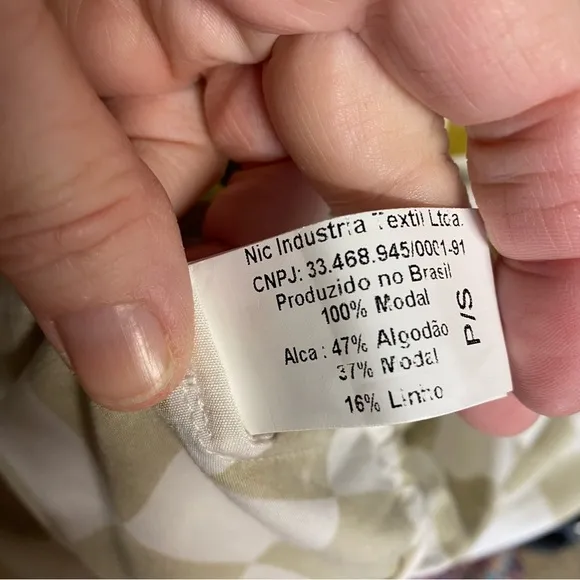 Nic Industria Textil Ltda.
CNPJ: 33.468.945/0001-91
Produzido no Brasil
100% Modal
Alca : 47% Algodão
37% Modal
16% Linho
P/S